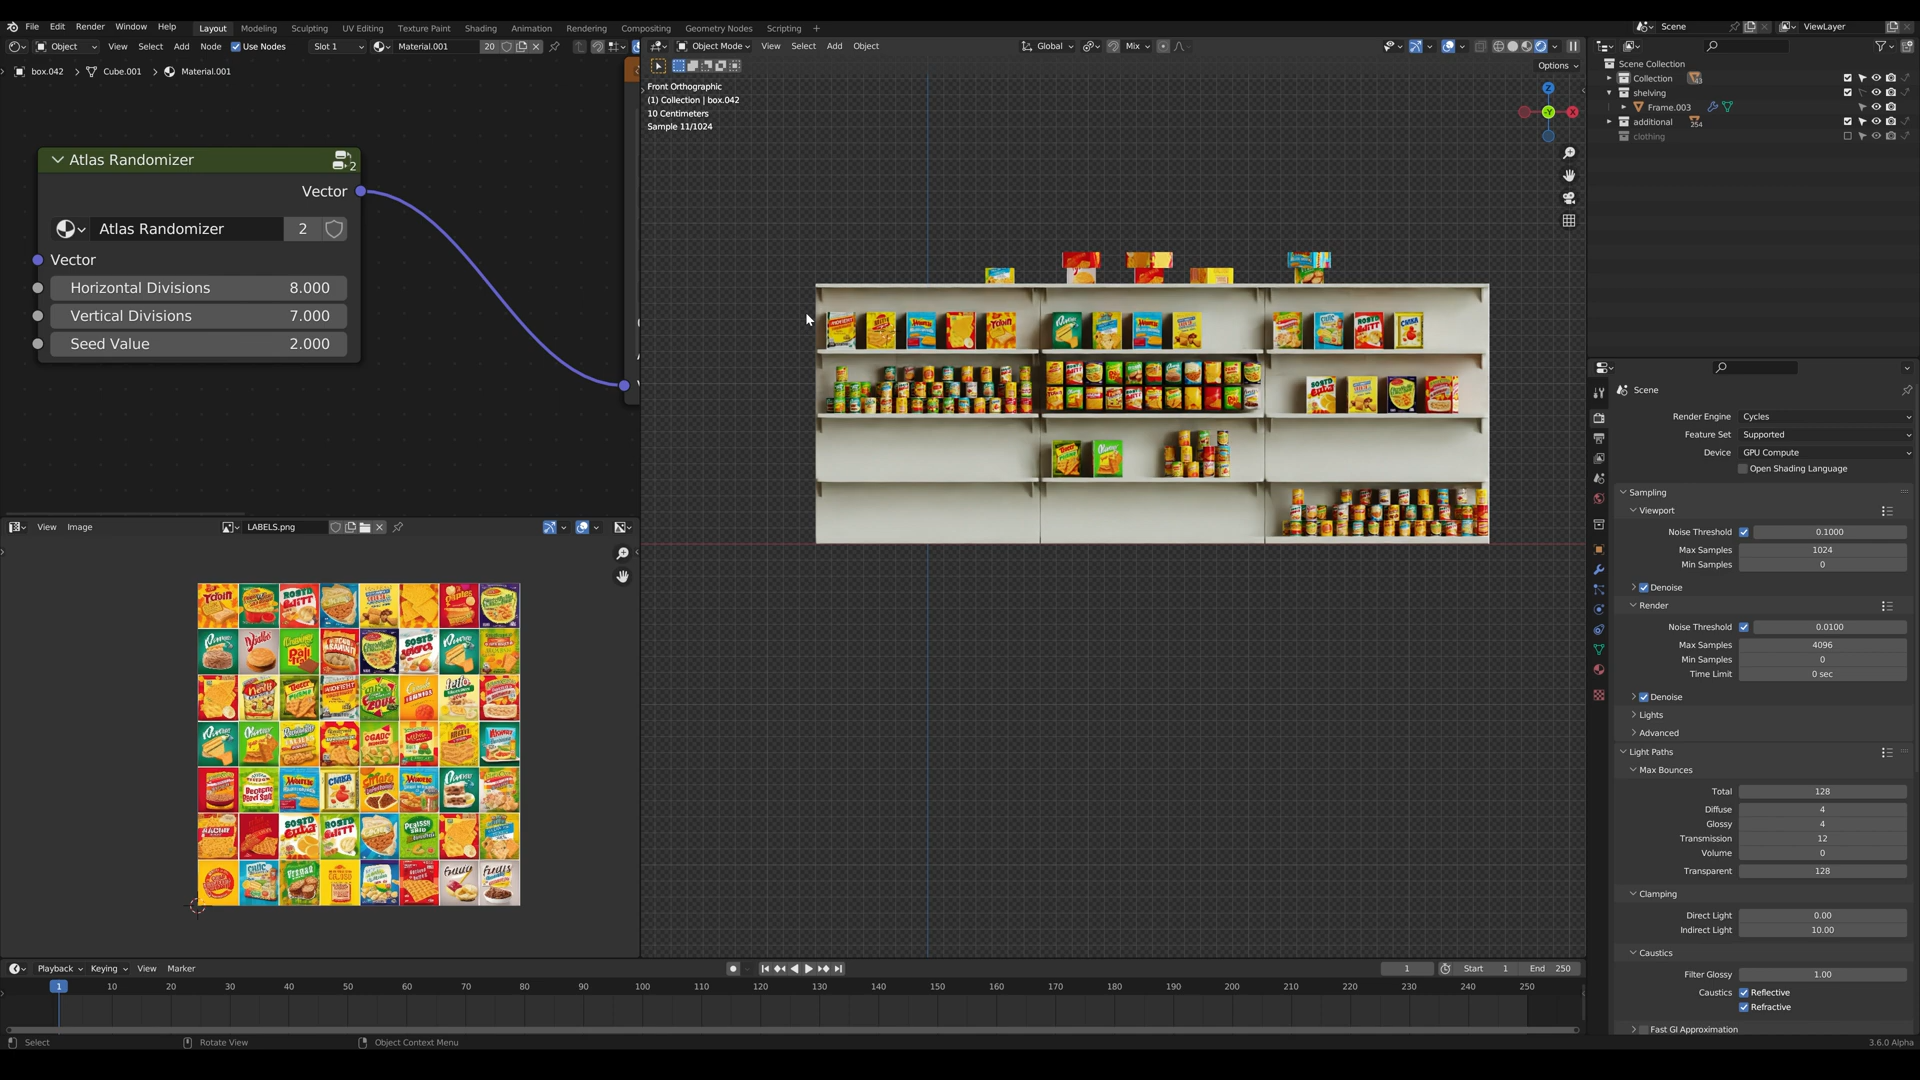 File Edit Render Window Help Layout Modeling Sculpting UV Editing Texture Paint Shading Animation Rendering Compositing Geometry Nodes Scripting + Scene ViewLayer
Object View Select Add Node Use Nodes Slot 1 Material.001 20
box.042 > Cube.001 > Material.001
Atlas Randomizer 2
Vector
Atlas Randomizer 2
Vector
Horizontal Divisions 8.000
Vertical Divisions 7.000
Seed Value 2.000
Object Mode View Select Add Object Global Mix
Options
Front Orthographic
(1) Collection | box.042
10 Centimeters
Sample 11/1024
Z
Y
X
View Image LABELS.png
Scene Collection
Collection
shelving
Frame.003
additional 254
clothing
Scene
Render Engine Cycles
Feature Set Supported
Device GPU Compute
Open Shading Language
Sampling
Viewport
Noise Threshold 0.1000
Max Samples 1024
Min Samples 0
Denoise
Render
Noise Threshold 0.0100
Max Samples 4096
Min Samples 0
Time Limit 0 sec
Denoise
Lights
Advanced
Light Paths
Max Bounces
Total 128
Diffuse 4
Glossy 4
Transmission 12
Volume 0
Transparent 128
Clamping
Direct Light 0.00
Indirect Light 10.00
Caustics
Filter Glossy 1.00
Caustics Reflective
Refractive
Fast GI Approximation
Playback Keying View Marker 1 Start 1 End 250
1 10 20 30 40 50 60 70 80 90 100 110 120 130 140 150 160 170 180 190 200 210 220 230 240 250
Select Rotate View Object Context Menu 3.6.0 Alpha